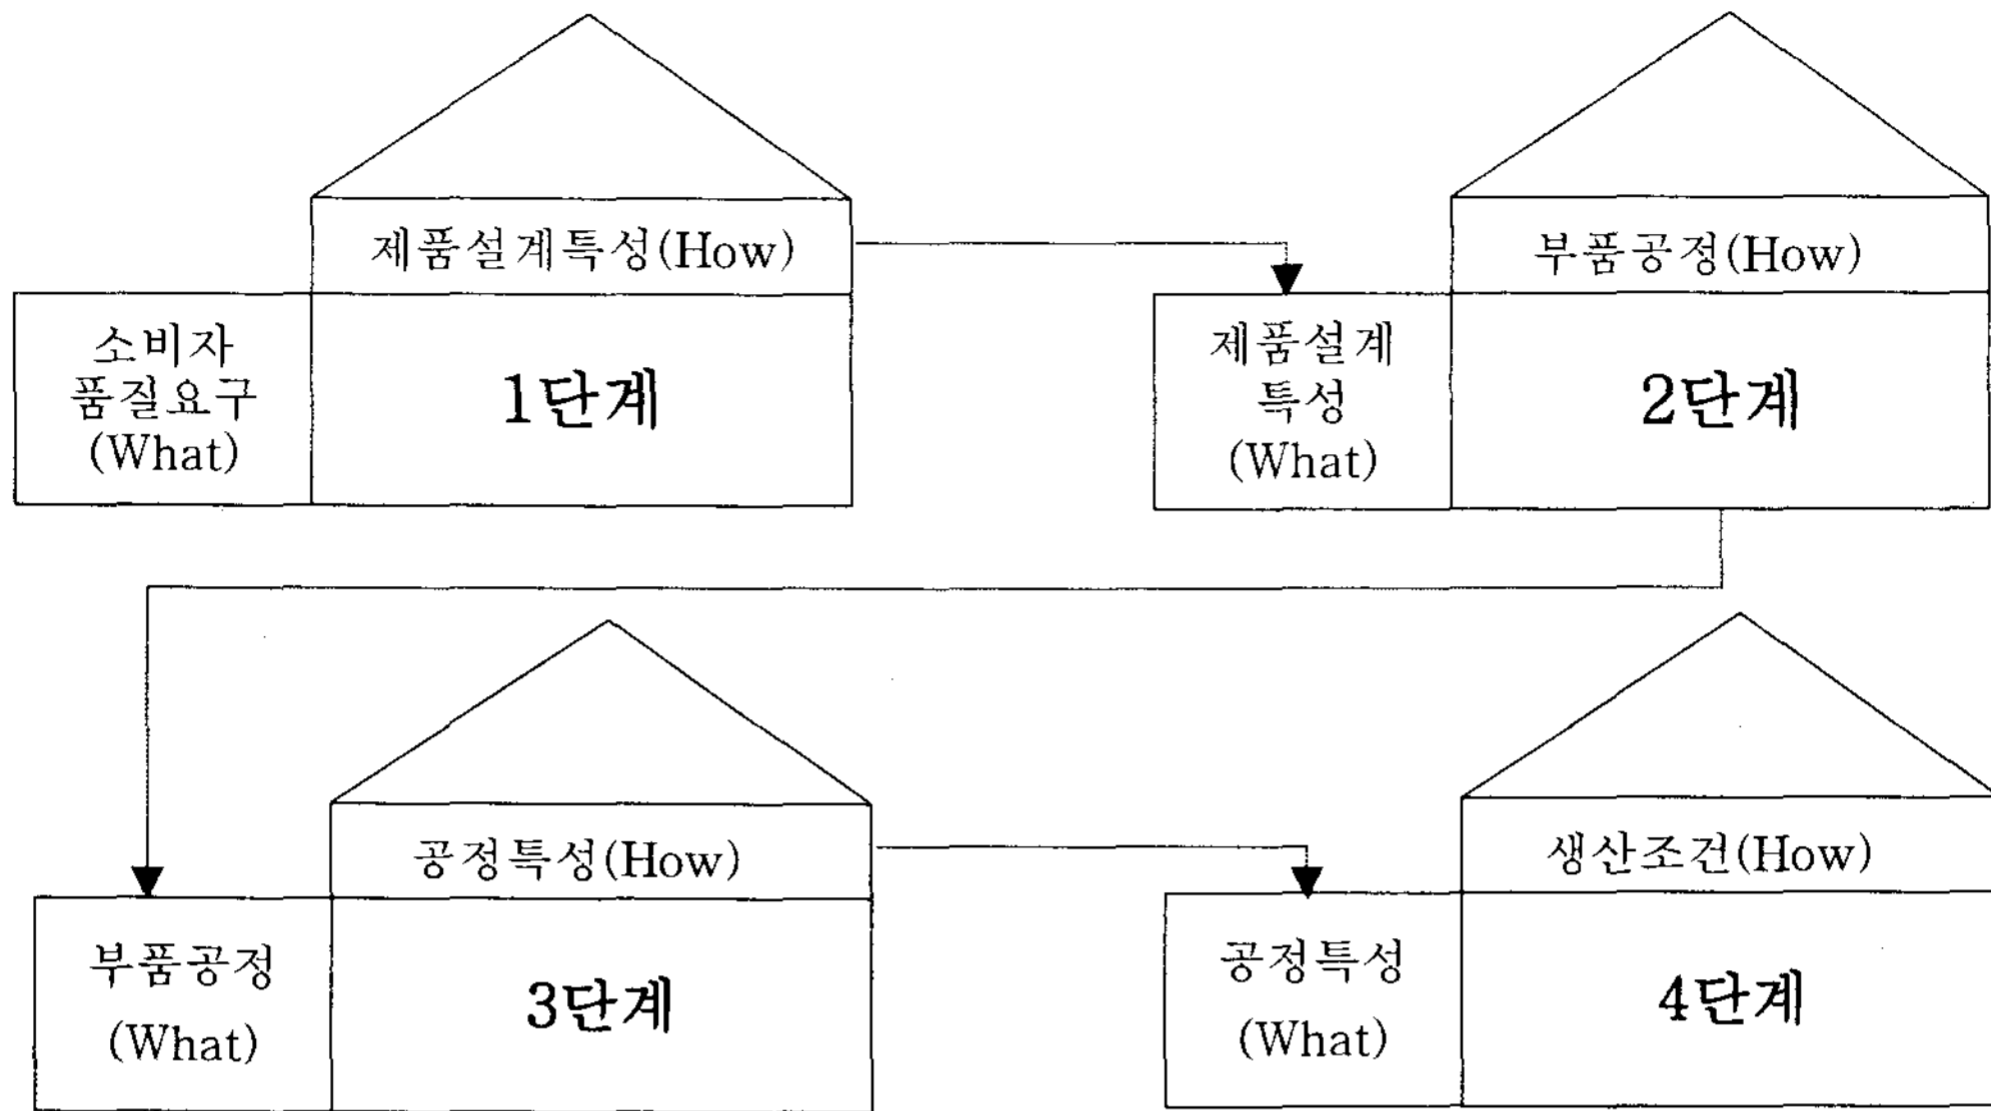 제품설계특성(How)
소비자
품질요구
(What)
1단계
부품공정(How)
제품설계
특성
(What)
2단계
공정특성(How)
부품공정
(What)
3단계
생산조건(How)
공정특성
(What)
4단계